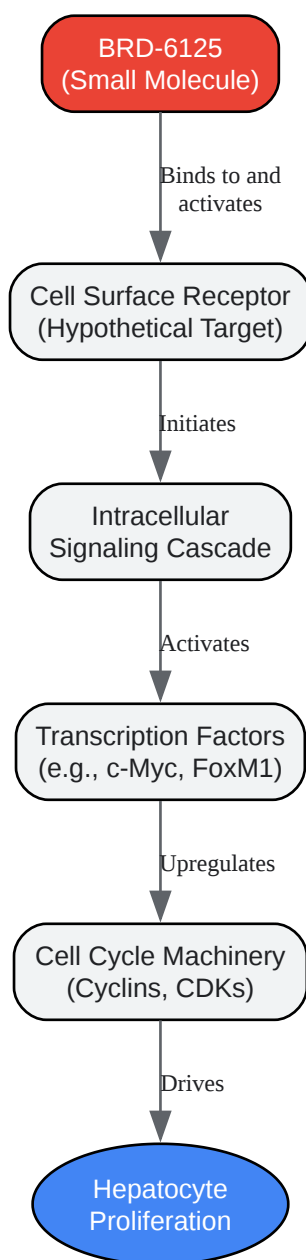 BRD-6125
(Small Molecule)
Binds to and
activates
Cell Surface Receptor
(Hypothetical Target)
Initiates
Intracellular
Signaling Cascade
Activates
Transcription Factors
(e.g., c-Myc, FoxM1)
Upregulates
Cell Cycle Machinery
(Cyclins, CDKs)
Drives
Hepatocyte
Proliferation